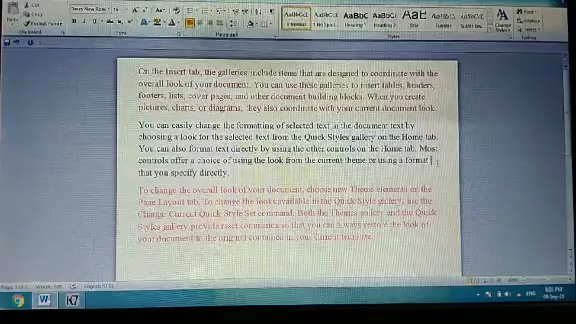 Cut
Paragraph
Styles
Heading 1
On the Insert tab, the galleries include items that are designed to coordinate with the
overall look of your document. You can use these galleries to insert tables, headers,
footers, lists, cover pages, and other document building blocks. When you create
pictures, charts, or diagrams, they also coordinate with your current document look.
You can easily change the formatting of selected text in the document text by
choosing a look for the selected text from the Quick Styles gallery on the Home tab.
You can also format text directly by using the other controls on the Home tab. Most
controls offer a choice of using the look from the current theme or using a format
that you specify directly.
To change the overall look of your document, choose new Theme elements on the
Page Layout tab. To change the looks available in the Quick Style gallery, use the
Change Current Quick Style Set command. Both the Themes gallery and the Quick
Styles gallery provide reset commands so that you can always restore the look of
your document to the original contained in your current template.
W
K7
ENG